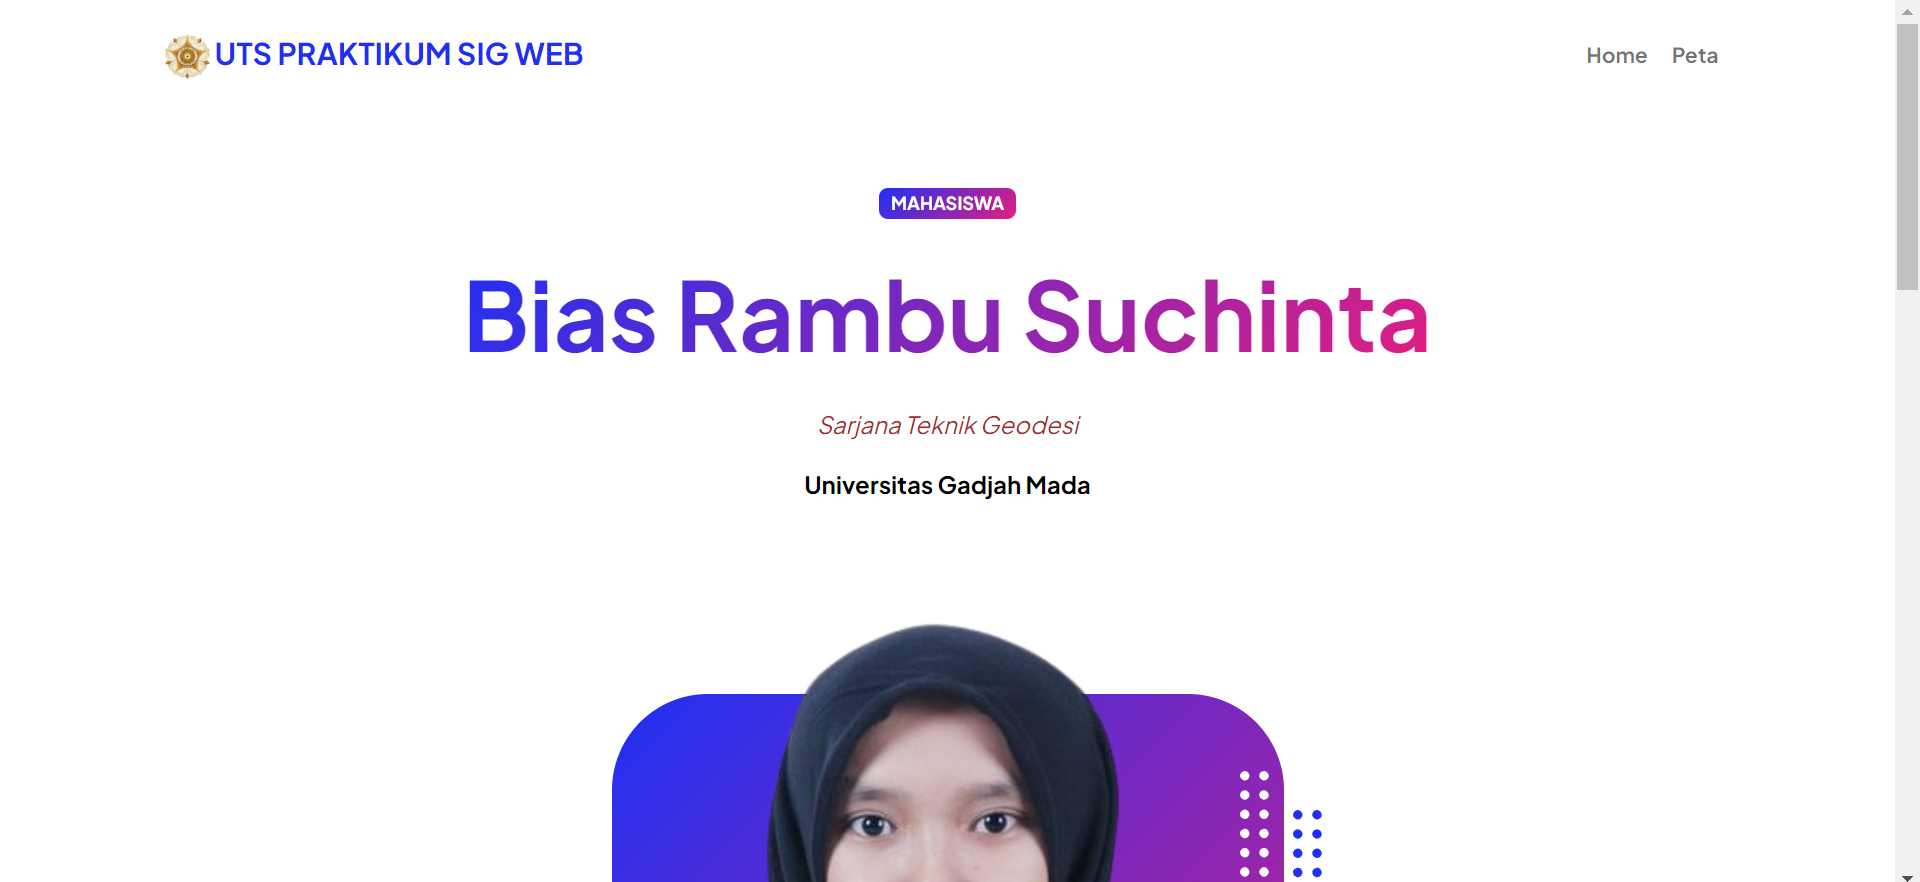 UTS PRAKTIKUM SIG WEB
Home Peta
MAHASISWA
Bias Rambu Suchinta
Sarjana Teknik Geodesi
Universitas Gadjah Mada